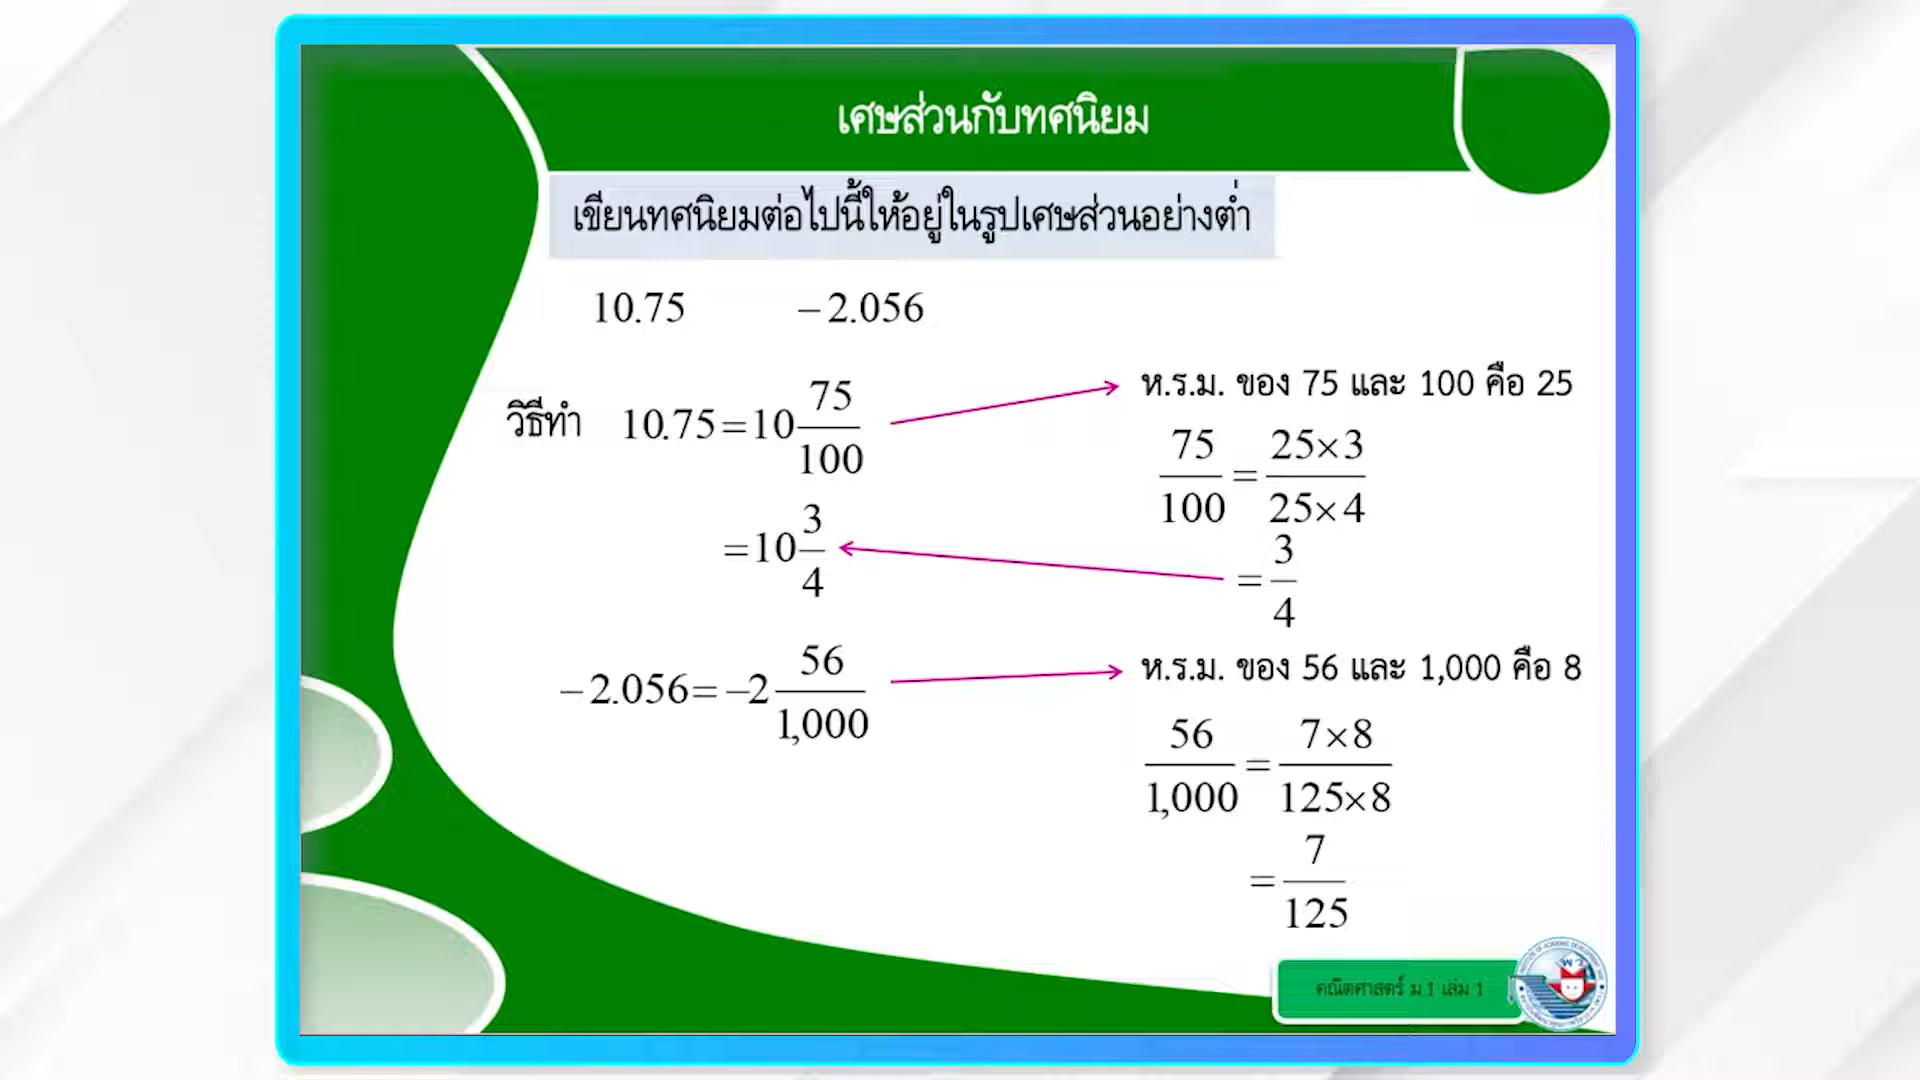 เศษส่วนกับทศนิยม
เขียนทศนิยมต่อไปนี้ให้อยู่ในรูปเศษส่วนอย่างต่ำ
10.75 −2.056
วิธีทำ 10.75 = 10 75/100
= 10 3/4
ห.ร.ม. ของ 75 และ 100 คือ 25
75/100 = 25×3/25×4
= 3/4
−2.056 = −2 56/1,000
ห.ร.ม. ของ 56 และ 1,000 คือ 8
56/1,000 = 7×8/125×8
= 7/125
คณิตศาสตร์ ม.1 เล่ม 1
พว